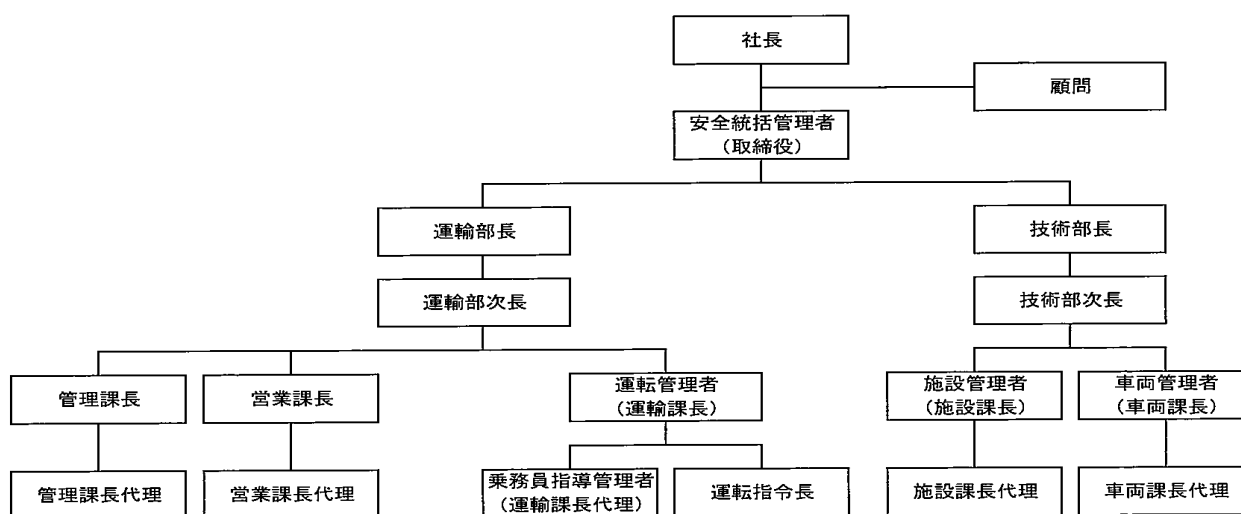 社長
顧問
安全統括管理者
(取締役)
運輸部長
技術部長
運輸部次長
技術部次長
管理課長
営業課長
運転管理者
(運輸課長)
施設管理者
(施設課長)
車両管理者
(車両課長)
管理課長代理
営業課長代理
乗務員指導管理者
(運輸課長代理)
運転指令長
施設課長代理
車両課長代理